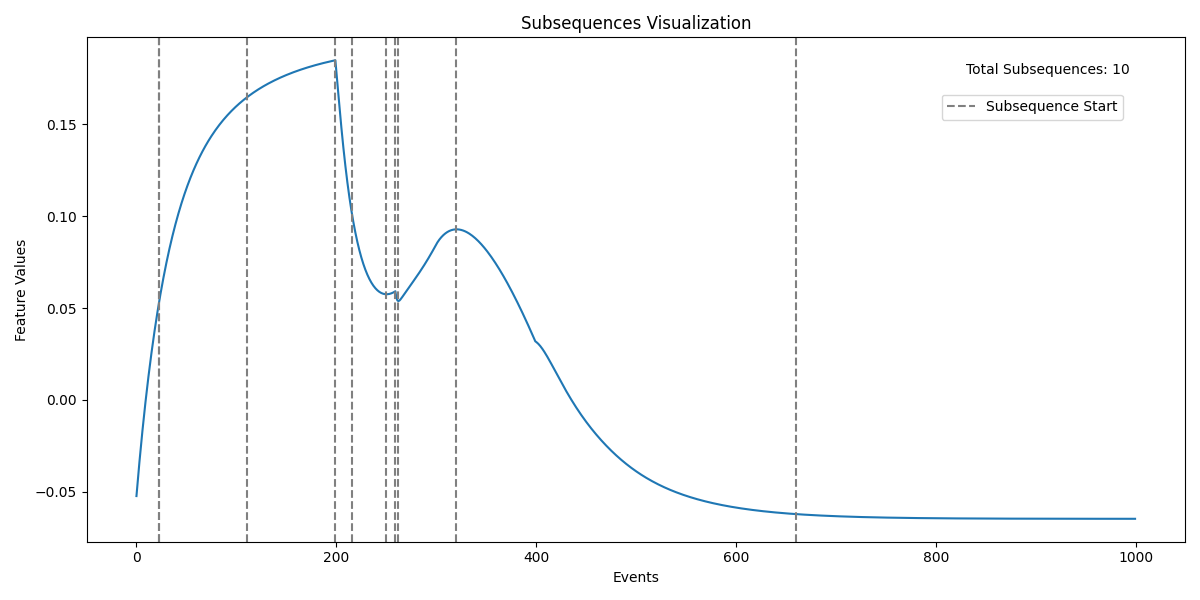 Subsequences Visualization
Total Subsequences: 10
Subsequence Start
Feature Values
0.15
0.10
0.05
0.00
−0.05
0
200
400
600
800
1000
Events